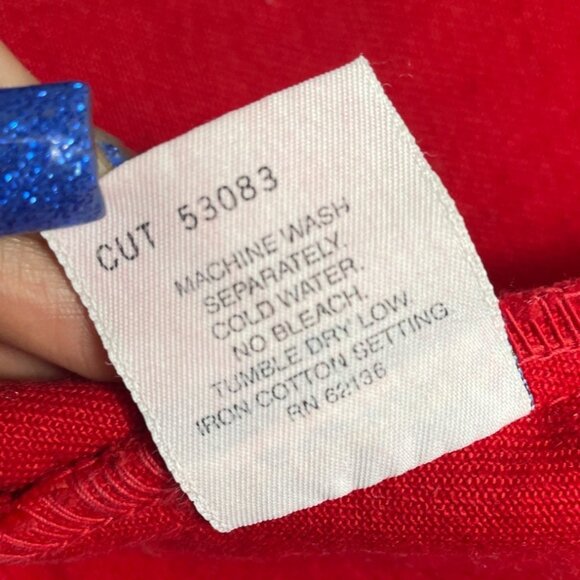 CUT 53083
MACHINE WASH
SEPARATELY.
COLD WATER.
NO BLEACH.
TUMBLE DRY LOW.
IRON COTTON SETTING.
RN 62136